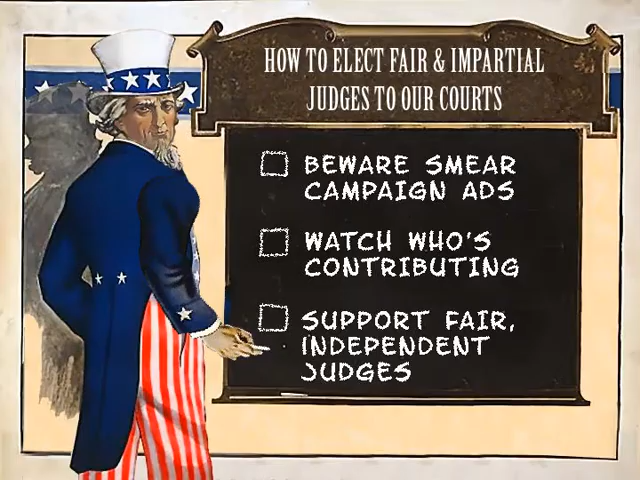 HOW TO ELECT FAIR & IMPARTIAL
JUDGES TO OUR COURTS
BEWARE SMEAR
CAMPAIGN ADS
WATCH WHO'S
CONTRIBUTING
SUPPORT FAIR,
INDEPENDENT
JUDGES